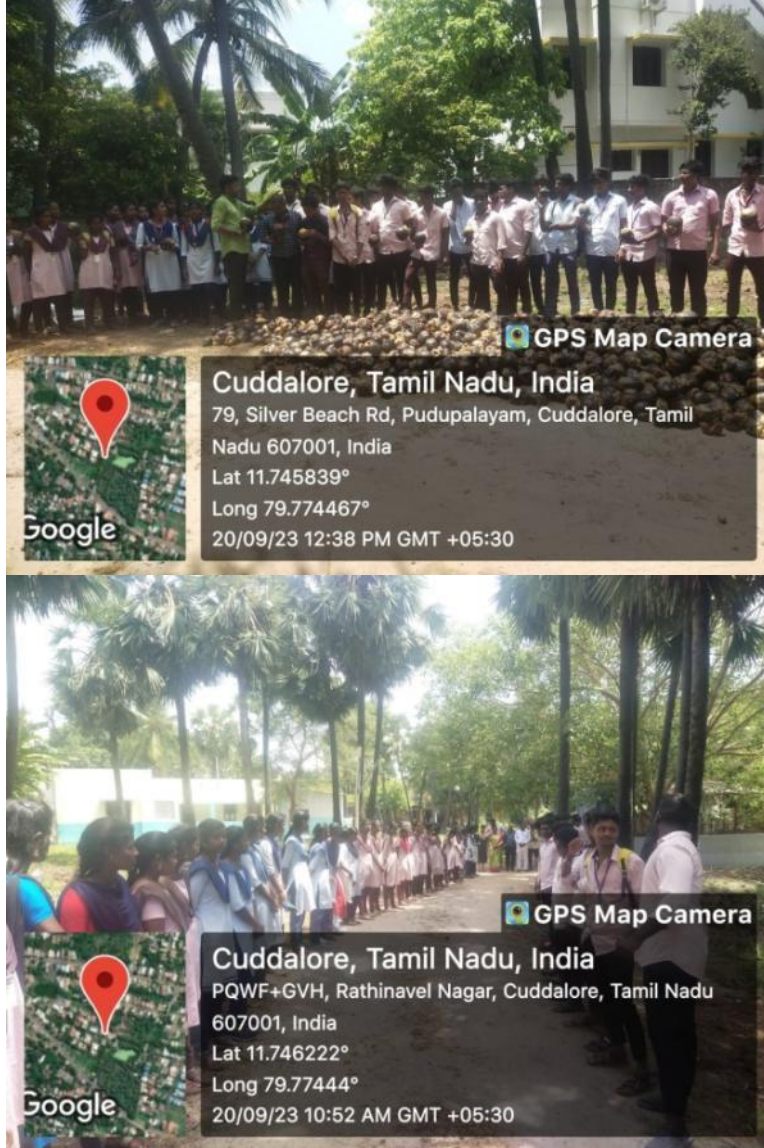 GPS Map Camera
Cuddalore, Tamil Nadu, India
79, Silver Beach Rd, Pudupalayam, Cuddalore, Tamil
Nadu 607001, India
Lat 11.745839°
Long 79.774467°
20/09/23 12:38 PM GMT +05:30
Google
GPS Map Camera
Cuddalore, Tamil Nadu, India
PQWF+GVH, Rathinavel Nagar, Cuddalore, Tamil Nadu
607001, India
Lat 11.746222°
Long 79.77444°
20/09/23 10:52 AM GMT +05:30
Google